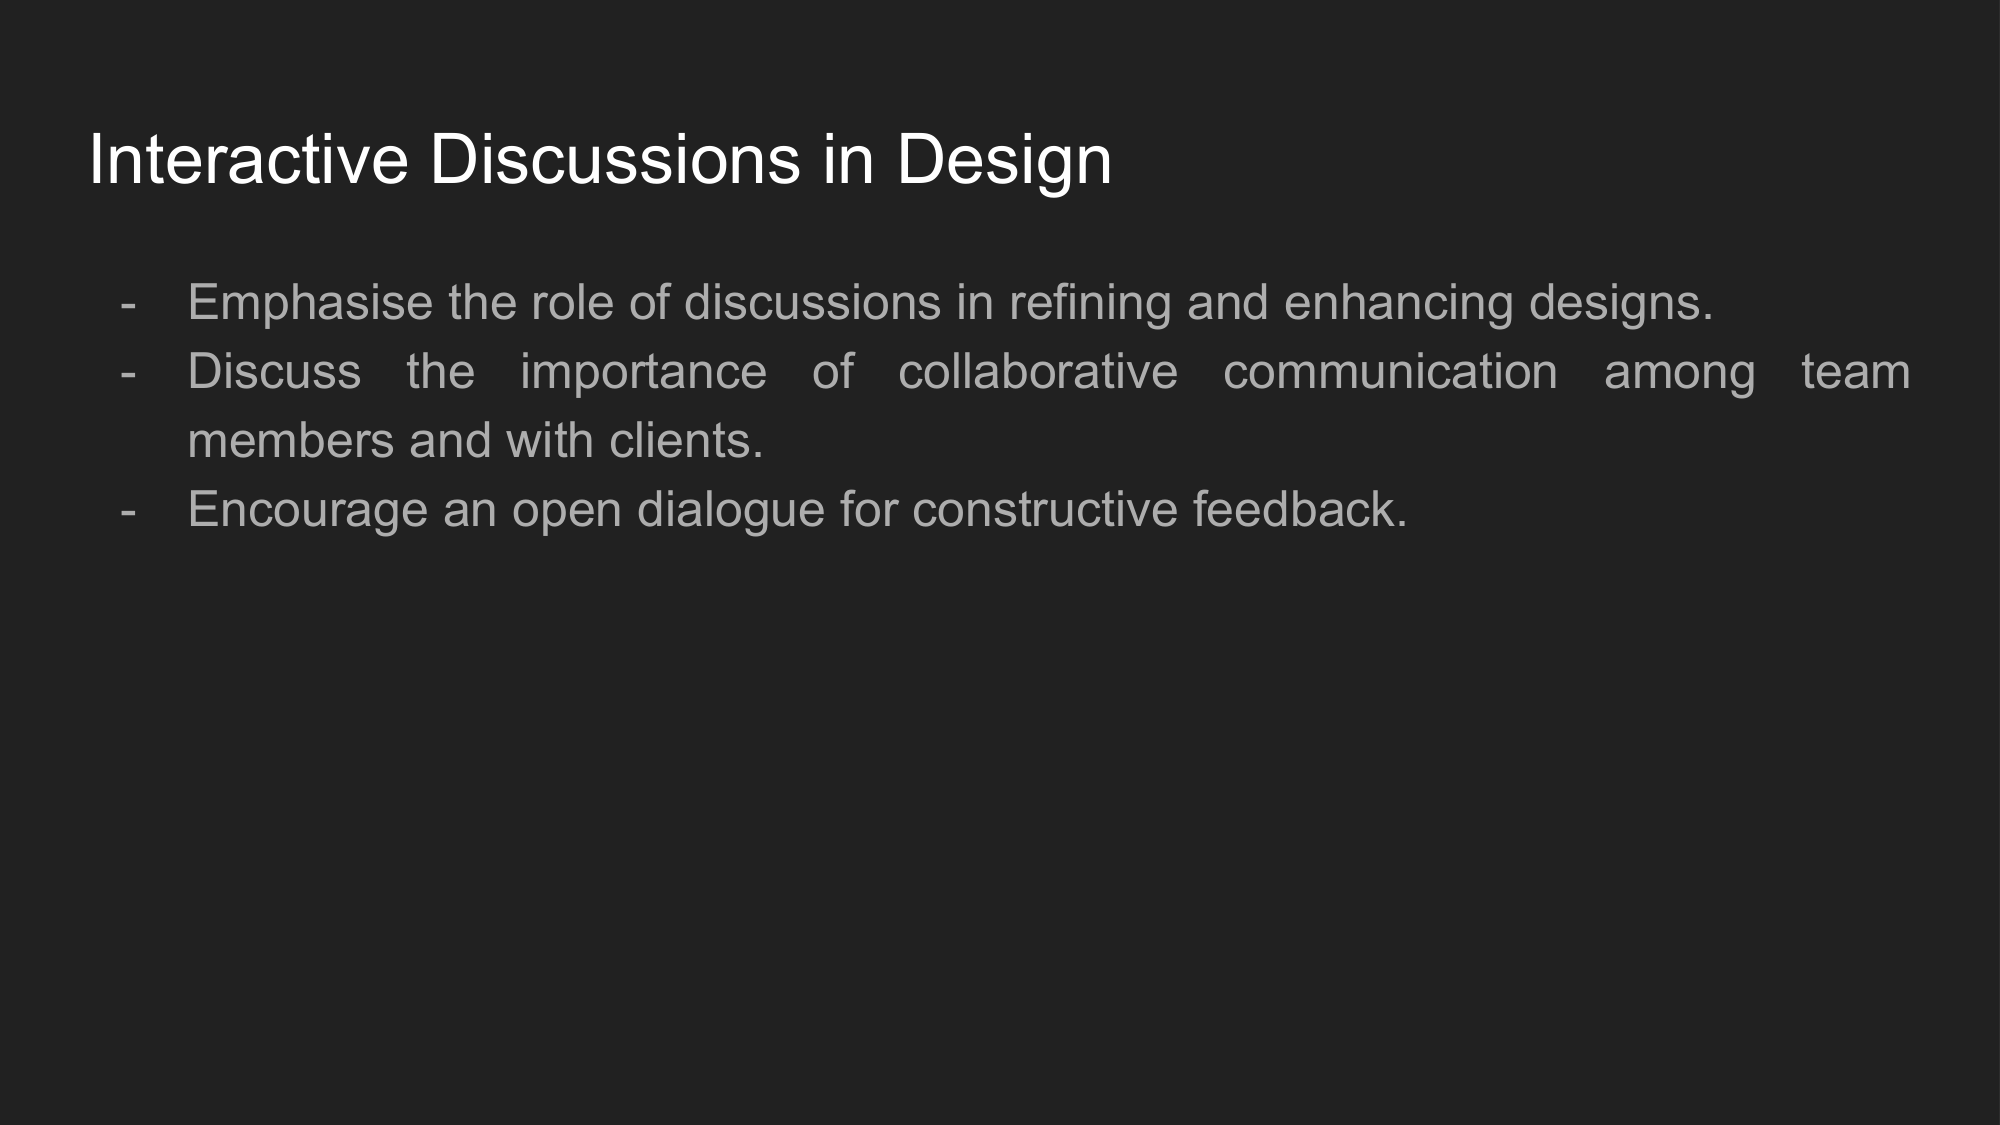 Interactive Discussions in Design
- Emphasise the role of discussions in refining and enhancing designs.
- Discuss the importance of collaborative communication among team
members and with clients.
- Encourage an open dialogue for constructive feedback.